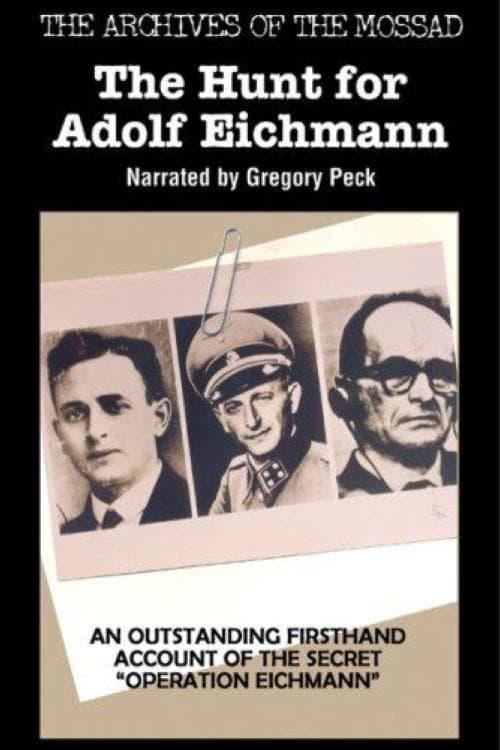 THE ARCHIVES OF THE MOSSAD
The Hunt for
Adolf Eichmann
Narrated by Gregory Peck
AN OUTSTANDING FIRSTHAND
ACCOUNT OF THE SECRET
“OPERATION EICHMANN”